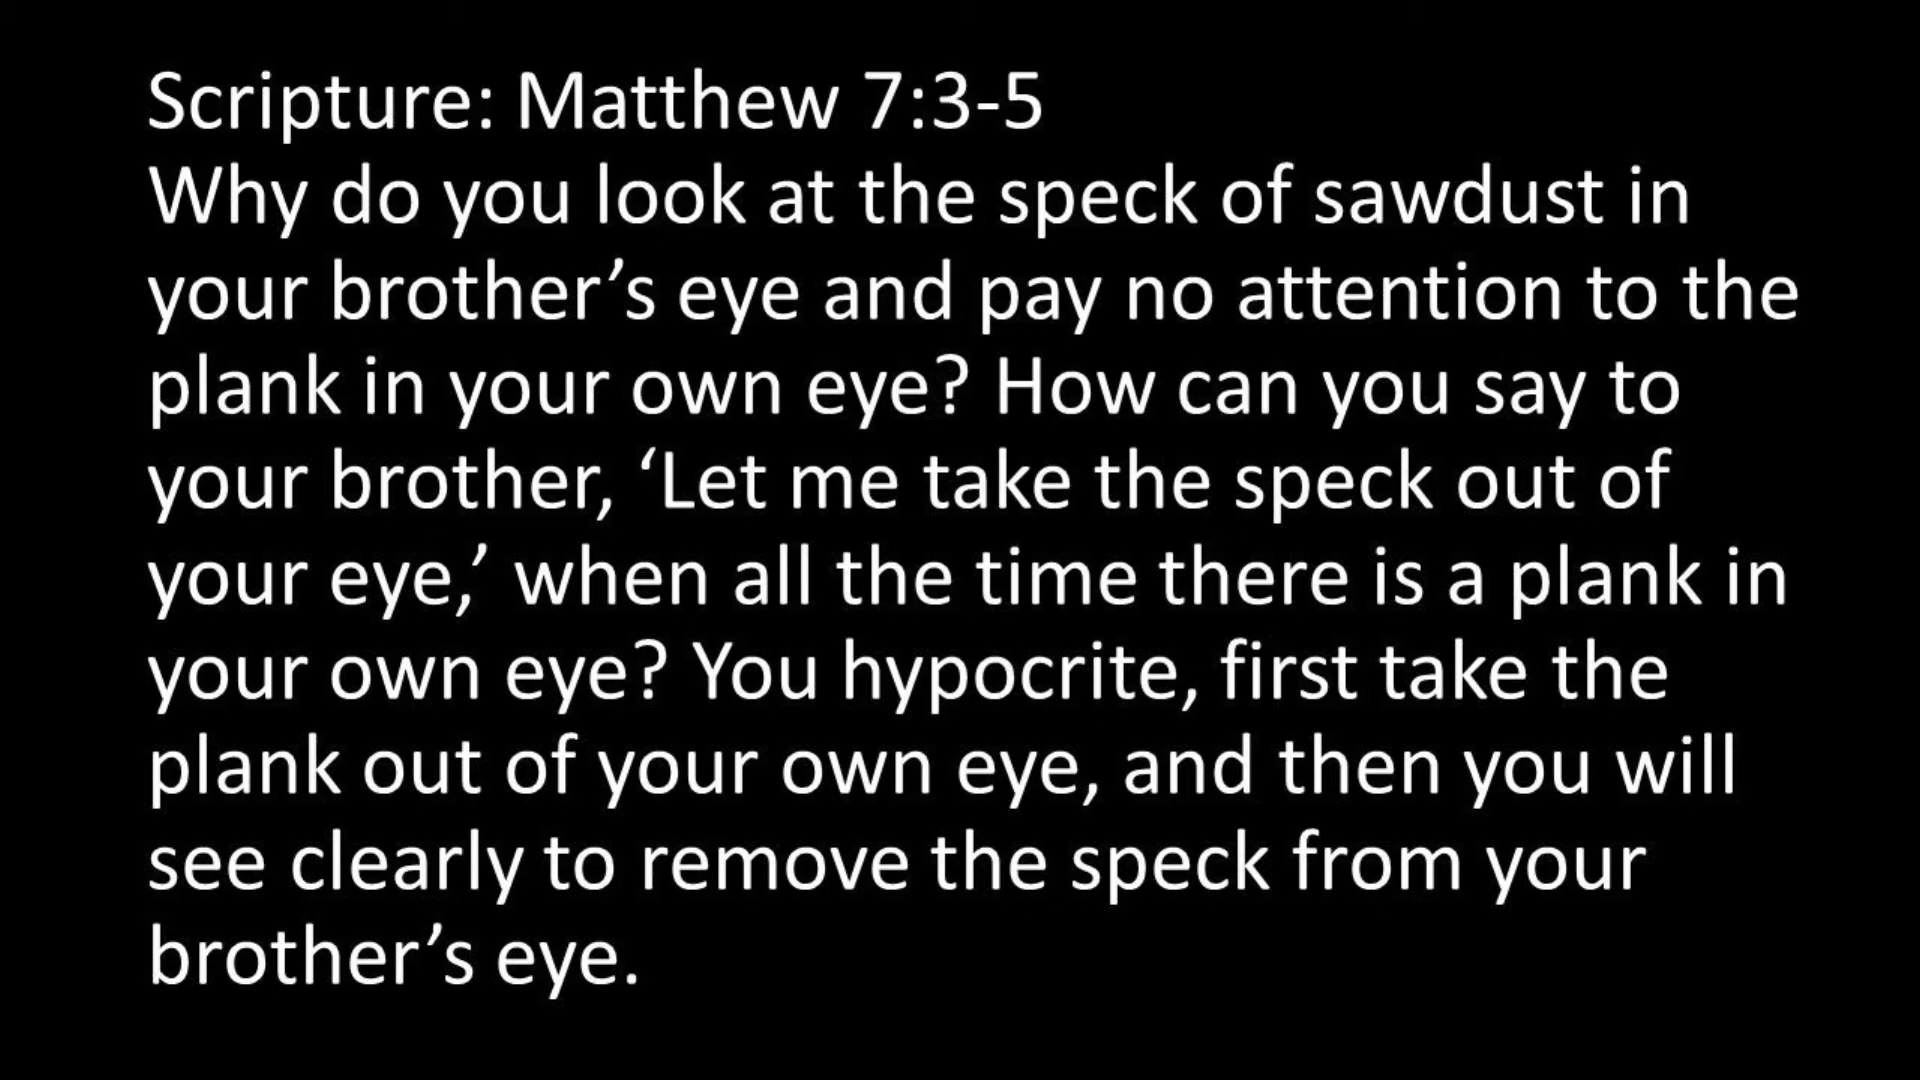 Scripture: Matthew 7:3-5
Why do you look at the speck of sawdust in
your brother’s eye and pay no attention to the
plank in your own eye? How can you say to
your brother, ‘Let me take the speck out of
your eye,’ when all the time there is a plank in
your own eye? You hypocrite, first take the
plank out of your own eye, and then you will
see clearly to remove the speck from your
brother’s eye.